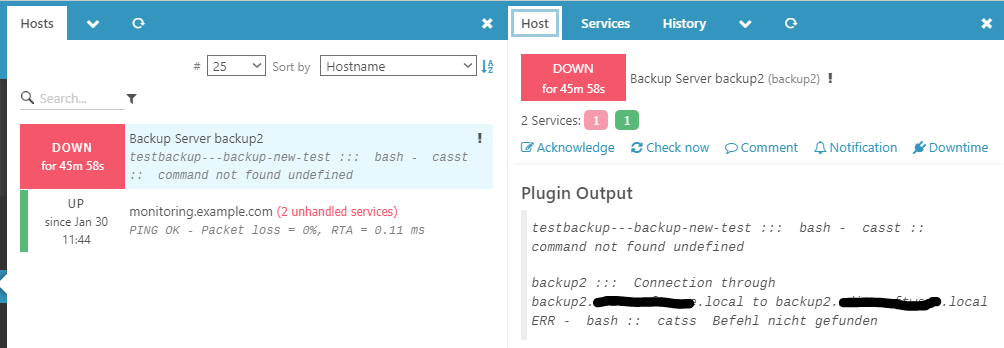 Hosts
# 25 Sort by Hostname
Search...
DOWN
for 45m 58s
Backup Server backup2
testbackup---backup-new-test ::: bash - casst
:: command not found undefined
UP
since Jan 30
11:44
monitoring.example.com (2 unhandled services)
PING OK - Packet loss = 0%, RTA = 0.11 ms
Host Services History
DOWN
for 45m 58s
Backup Server backup2 (backup2)
2 Services: 1 1
Acknowledge Check now Comment Notification Downtime
Plugin Output
testbackup---backup-new-test ::: bash - casst ::
command not found undefined
backup2 ::: Connection through
backup2. .local to backup2. .local
ERR - bash :: catss Befehl nicht gefunden